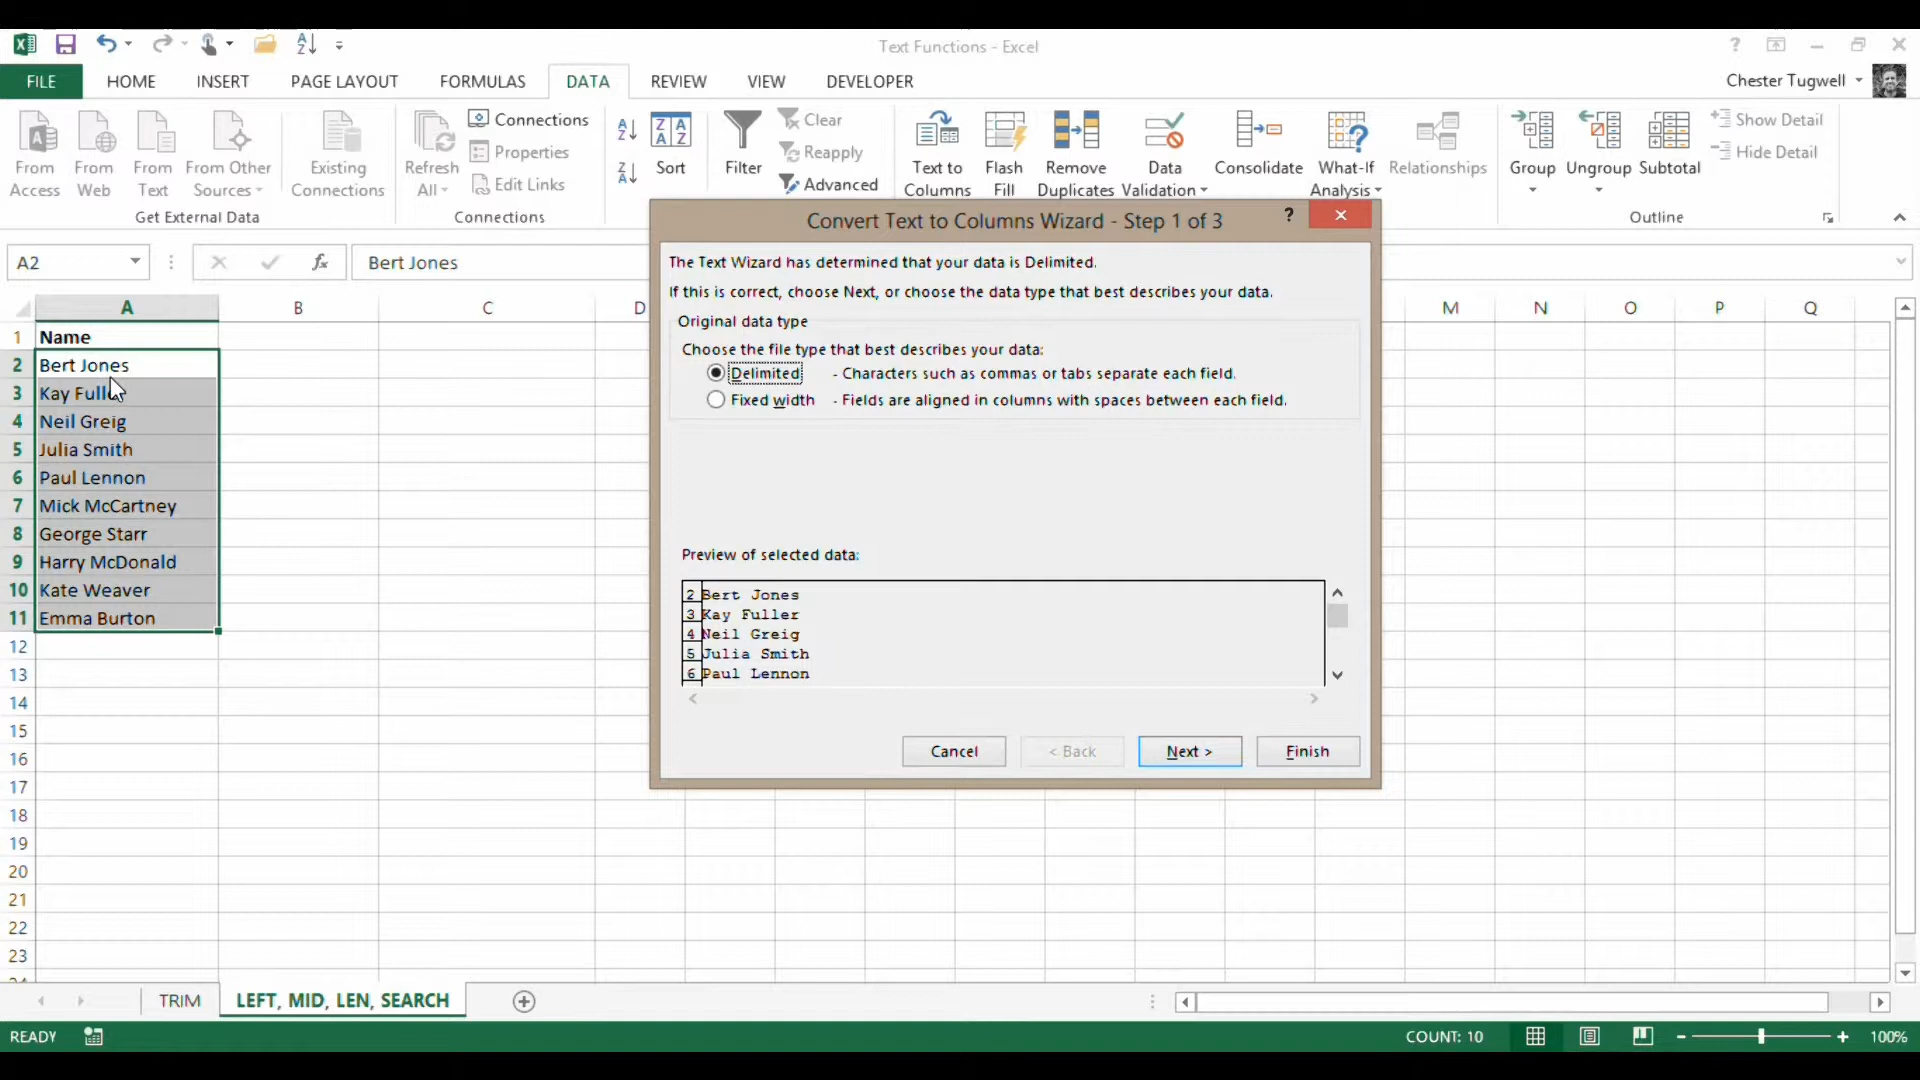 Text Functions - Excel
FILE HOME INSERT PAGE LAYOUT FORMULAS DATA REVIEW VIEW DEVELOPER Chester Tugwell
From Access
From Web
From Text
From Other Sources
Existing Connections
Get External Data
Refresh All
Connections
Properties
Edit Links
Connections
Sort
Filter
Clear
Reapply
Advanced
Text to Columns
Flash Fill
Remove Duplicates
Data Validation
Consolidate
What-If Analysis
Relationships
Group
Ungroup
Subtotal
Show Detail
Hide Detail
Outline
A2 fx Bert Jones
A B C D M N O P Q
1 Name
2 Bert Jones
3 Kay Fuller
4 Neil Greig
5 Julia Smith
6 Paul Lennon
7 Mick McCartney
8 George Starr
9 Harry McDonald
10 Kate Weaver
11 Emma Burton
12
13
14
15
16
17
18
19
20
21
22
23
Convert Text to Columns Wizard - Step 1 of 3 ?
The Text Wizard has determined that your data is Delimited.
If this is correct, choose Next, or choose the data type that best describes your data.
Original data type
Choose the file type that best describes your data:
Delimited - Characters such as commas or tabs separate each field.
Fixed width - Fields are aligned in columns with spaces between each field.
Preview of selected data:
2 Bert Jones
3 Kay Fuller
4 Neil Greig
5 Julia Smith
6 Paul Lennon
Cancel < Back Next > Finish
TRIM LEFT, MID, LEN, SEARCH
READY COUNT: 10 100%